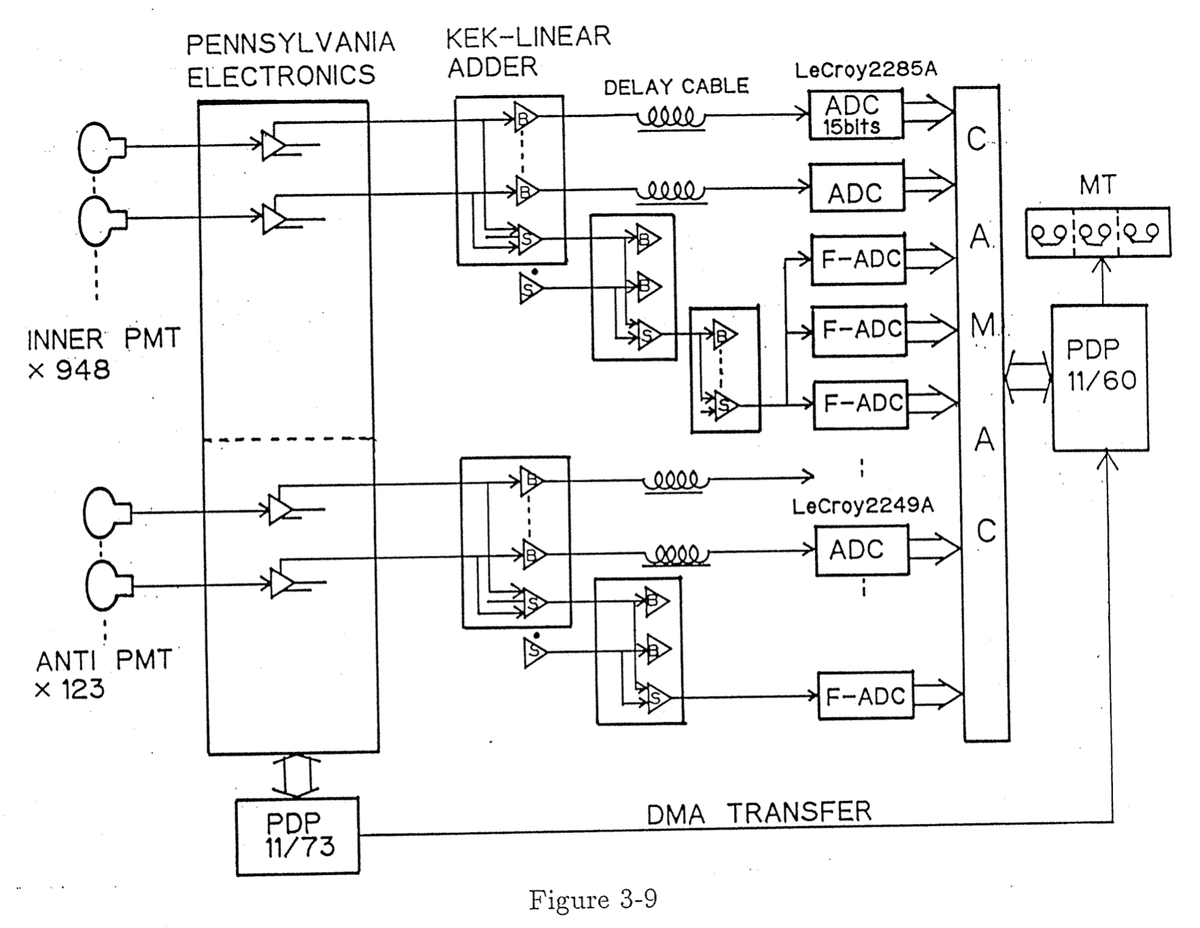 PENNSYLVANIA
ELECTRONICS
KEK-LINEAR
ADDER
DELAY CABLE
LeCroy2285A
ADC
15bits
B
B
S
ADC
S
B
B
S
B
S
F-ADC
F-ADC
F-ADC
C
A
M
A
C
MT
PDP
11/60
INNER PMT
× 948
B
B
S
S
B
B
S
LeCroy2249A
ADC
F-ADC
ANTI PMT
× 123
PDP
11/73
DMA TRANSFER
Figure 3-9